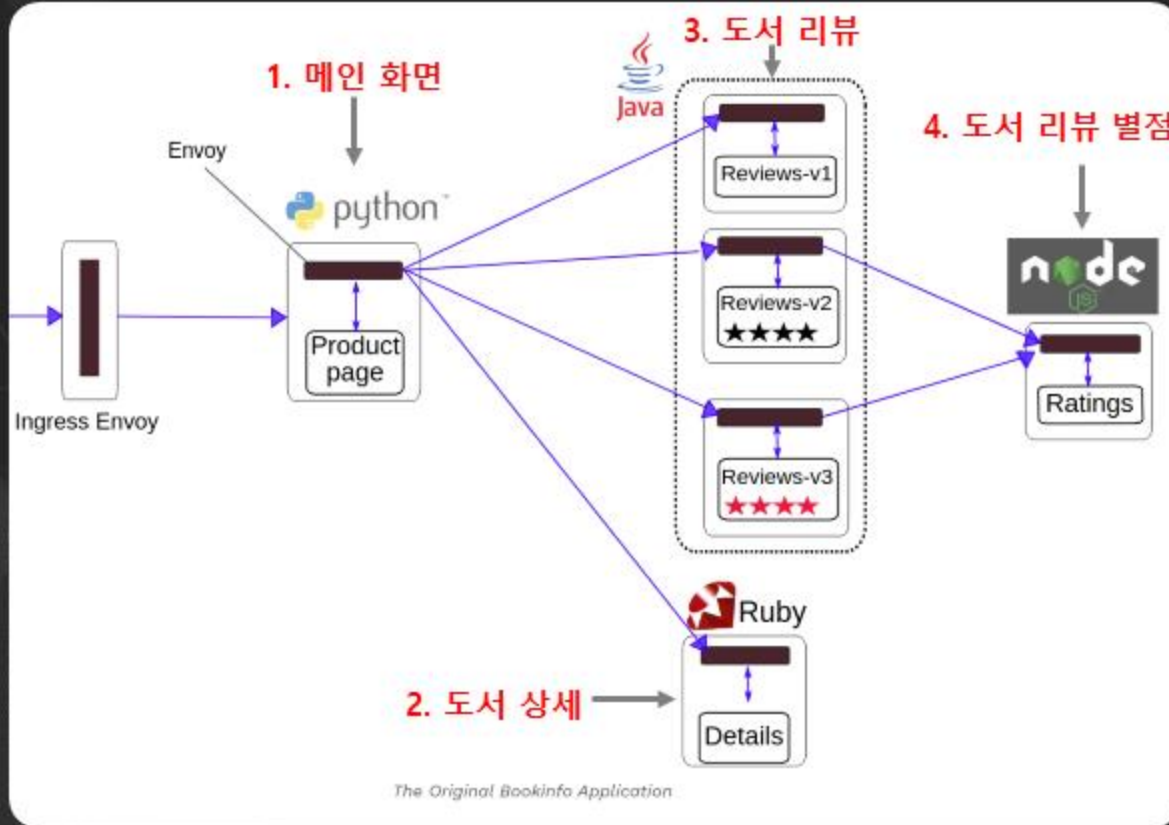 3. 도서 리뷰
1. 메인 화면
Java
4. 도서 리뷰 별점
Envoy
python™
Reviews-v1
node
JS
Reviews-v2
Product
page
Ratings
Ingress Envoy
Reviews-v3
Ruby
2. 도서 상세
Details
The Original Bookinfo Application